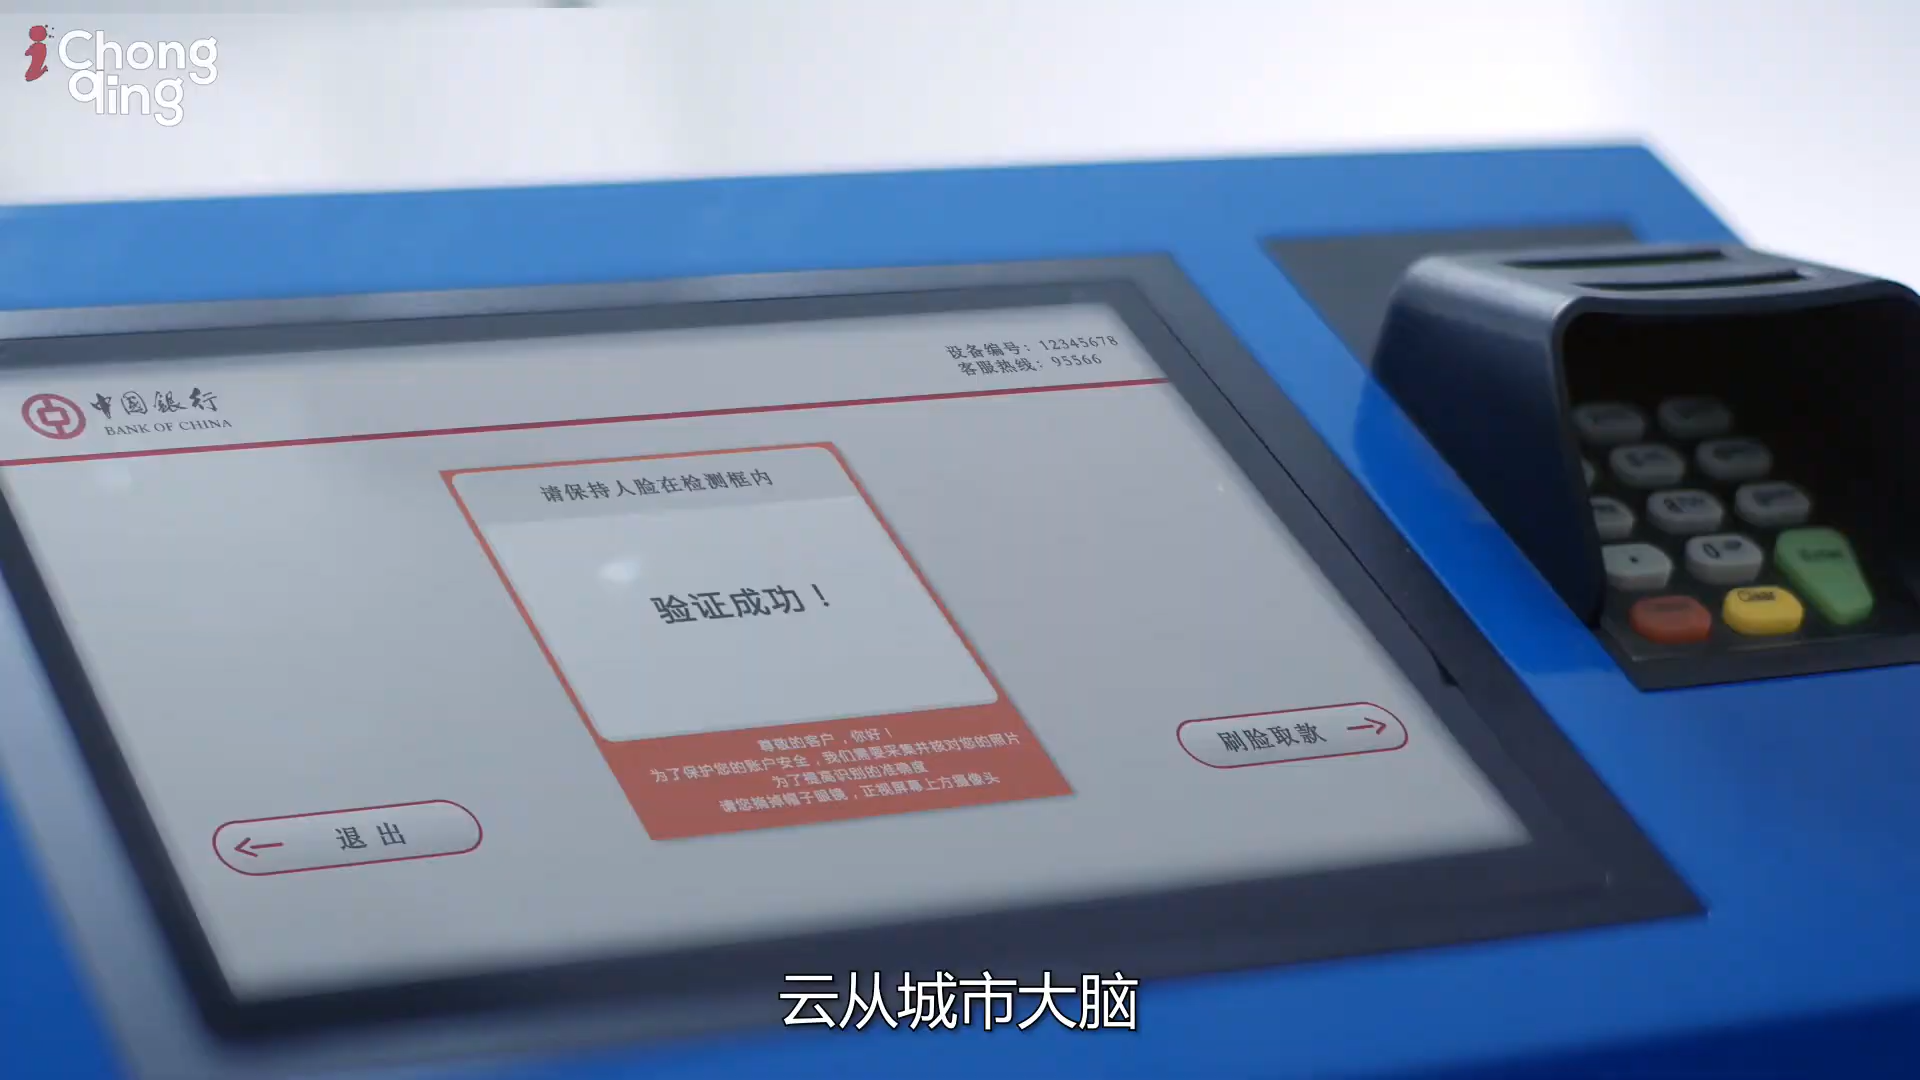 iChong
qing
设备编号：12345678
客服热线：95566
中国银行
BANK OF CHINA
请保持人脸在检测框内
验证成功！
尊敬的客户，你好！
为了保护您的账户安全，我们需要采集并核对您的照片
为了提高识别的准确度
请您摘掉帽子眼镜，正视屏幕上方摄像头
刷脸取款
退出
0
Clear
云从城市大脑